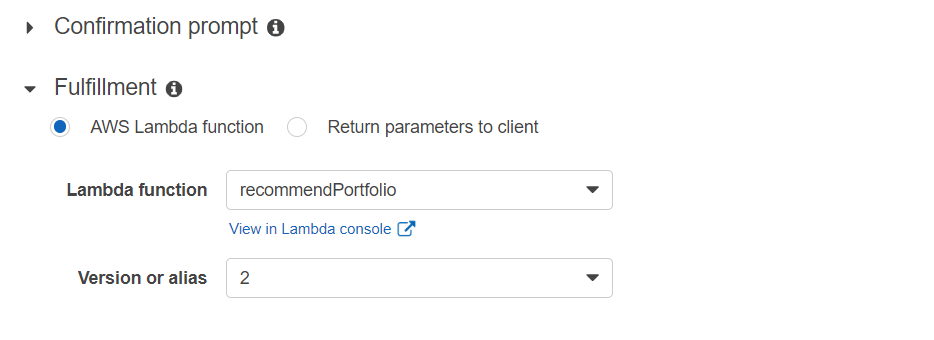 Confirmation prompt
Fulfillment
AWS Lambda function Return parameters to client
Lambda function recommendPortfolio
View in Lambda console
Version or alias 2